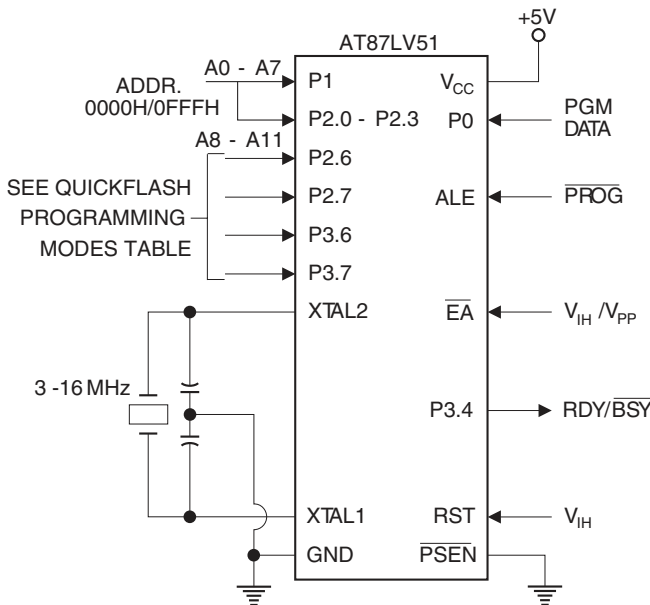 +5V
AT87LV51
A0 - A7
ADDR.
0000H/0FFFH
P1
VCC
P2.0 - P2.3
P0
PGM
DATA
A8 - A11
P2.6
SEE QUICKFLASH
PROGRAMMING
MODES TABLE
P2.7
ALE
PROG
P3.6
P3.7
XTAL2
EA
VIH /VPP
3 -16 MHz
P3.4
RDY/BSY
XTAL1
RST
VIH
GND
PSEN